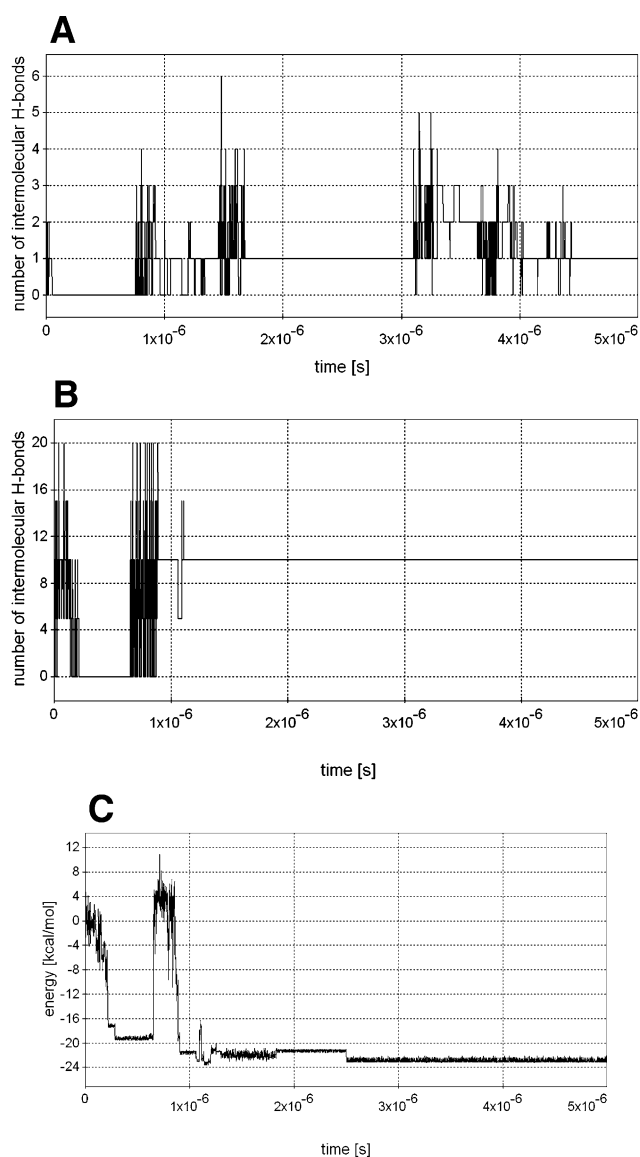 A
number of intermolecular H-bonds
6
5
4
3
2
1
0
0 1x10⁻⁶ 2x10⁻⁶ 3x10⁻⁶ 4x10⁻⁶ 5x10⁻⁶
time [s]
B
number of intermolecular H-bonds
20
16
12
8
4
0
0 1x10⁻⁶ 2x10⁻⁶ 3x10⁻⁶ 4x10⁻⁶ 5x10⁻⁶
time [s]
C
energy [kcal/mol]
12
8
4
0
-4
-8
-12
-16
-20
-24
0 1x10⁻⁶ 2x10⁻⁶ 3x10⁻⁶ 4x10⁻⁶ 5x10⁻⁶
time [s]